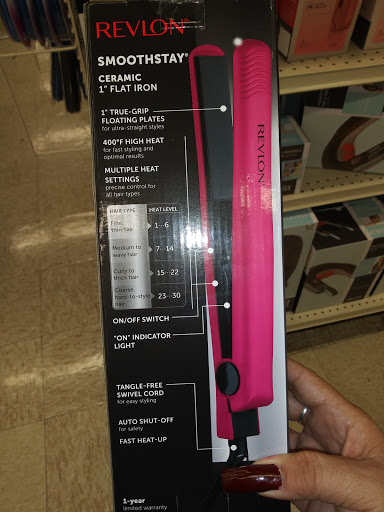 REVLON
SMOOTHSTAY®
CERAMIC
1" FLAT IRON
1" TRUE-GRIP
FLOATING PLATES
for ultra-straight styles
400°F HIGH HEAT
for fast styling and
optimal results
MULTIPLE HEAT
SETTINGS
precise control for
all hair types
HAIR TYPE HEAT LEVEL
Fine,
thin hair 1...6
Medium to
wavy hair 7...14
Curly to
thick hair 15...22
Coarse,
hard-to-style
hair 23...30
ON/OFF SWITCH
"ON" INDICATOR
LIGHT
TANGLE-FREE
SWIVEL CORD
for easy styling
AUTO SHUT-OFF
for safety
FAST HEAT-UP
1-year
limited warranty
REVLON